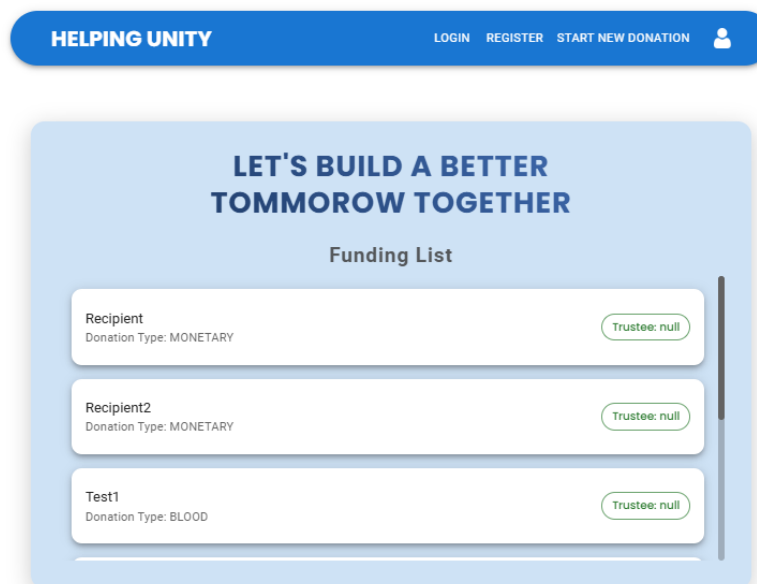 HELPING UNITY
LOGIN REGISTER START NEW DONATION
LET'S BUILD A BETTER
TOMMOROW TOGETHER
Funding List
Recipient
Donation Type: MONETARY
Trustee: null
Recipient2
Donation Type: MONETARY
Trustee: null
Test1
Donation Type: BLOOD
Trustee: null